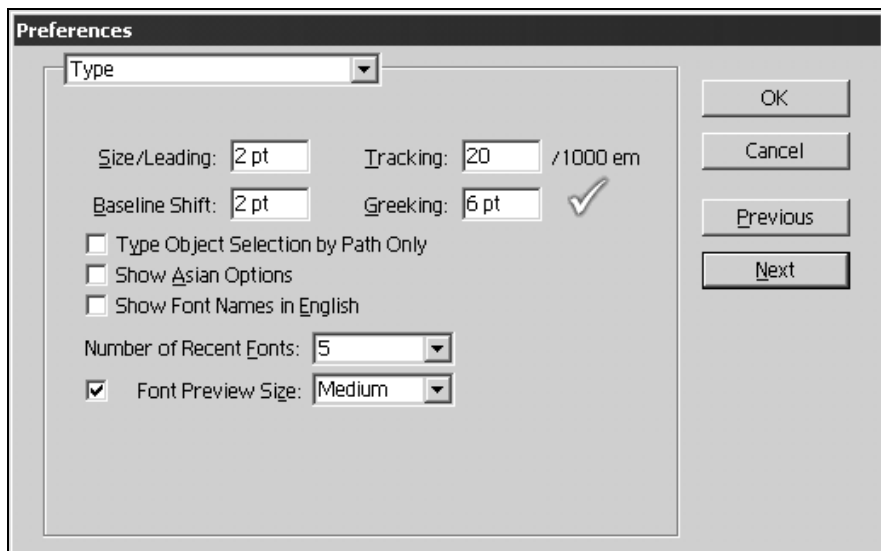 Preferences
Type
OK
Size/Leading: 2 pt Tracking: 20 /1000 em
Cancel
Baseline Shift: 2 pt Greeking: 6 pt
Previous
Type Object Selection by Path Only
Show Asian Options
Next
Show Font Names in English
Number of Recent Fonts: 5
Font Preview Size: Medium